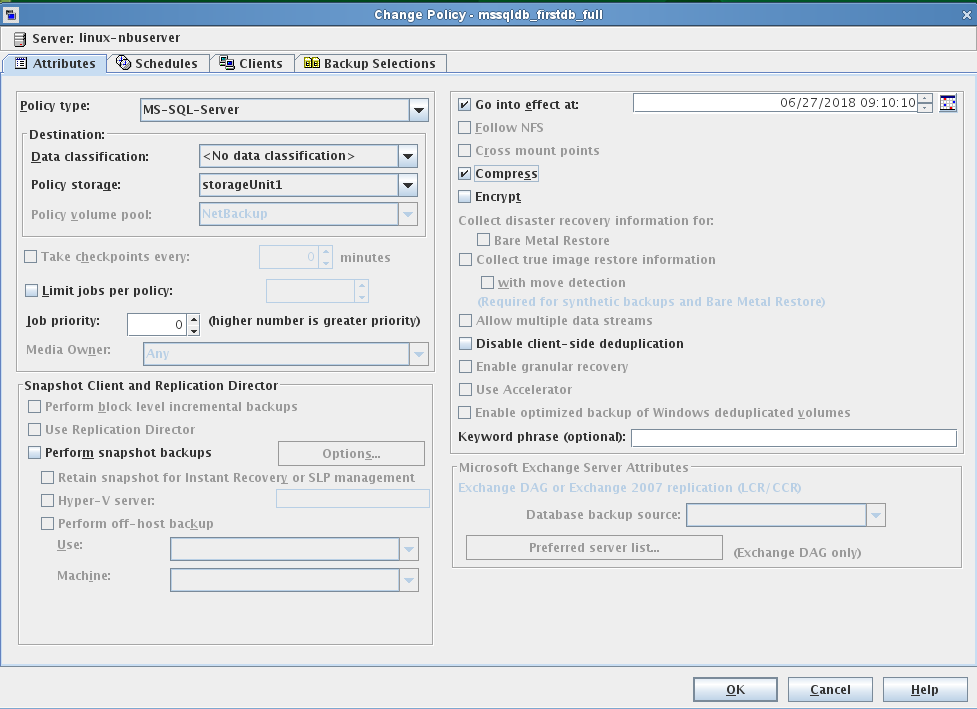 Change Policy - mssqldb_firstdb_full
Server: linux-nbuserver
Attributes
Schedules
Clients
Backup Selections
Policy type:
MS-SQL-Server
Destination:
Data classification:
<No data classification>
Policy storage:
storageUnit1
Policy volume pool:
NetBackup
Take checkpoints every:
0
minutes
Limit jobs per policy:
Job priority:
0
(higher number is greater priority)
Media Owner:
Any
Snapshot Client and Replication Director
Perform block level incremental backups
Use Replication Director
Perform snapshot backups
Options...
Retain snapshot for Instant Recovery or SLP management
Hyper-V server:
Perform off-host backup
Use:
Machine:
Go into effect at:
06/27/2018 09:10:10
Follow NFS
Cross mount points
Compress
Encrypt
Collect disaster recovery information for:
Bare Metal Restore
Collect true image restore information
with move detection
(Required for synthetic backups and Bare Metal Restore)
Allow multiple data streams
Disable client-side deduplication
Enable granular recovery
Use Accelerator
Enable optimized backup of Windows deduplicated volumes
Keyword phrase (optional):
Microsoft Exchange Server Attributes
Exchange DAG or Exchange 2007 replication (LCR/CCR)
Database backup source:
Preferred server list...
(Exchange DAG only)
OK
Cancel
Help